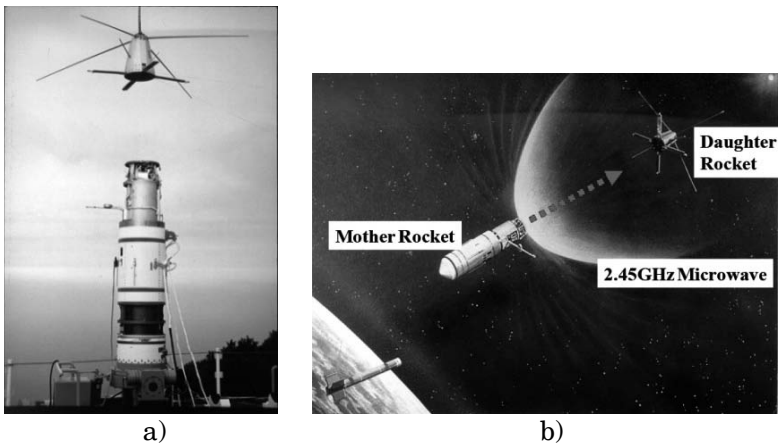 Daughter
Rocket
Mother Rocket
2.45GHz Microwave
a)
b)